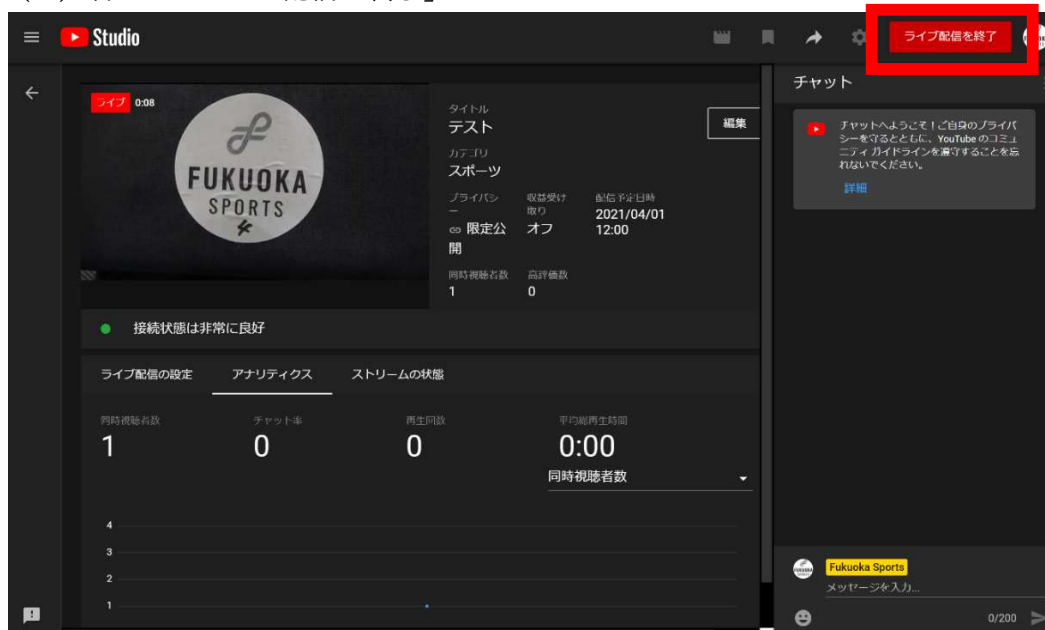 Studio
ライブ配信を終了
ライブ 0:08
FUKUOKA
SPORTS
タイトル
テスト
編集
カテゴリ
スポーツ
プライバシ
ー
限定公
開
収益受け
取り
オフ
配信予定日時
2021/04/01
12:00
同時視聴者数
1
高評価数
0
接続状態は非常に良好
ライブ配信の設定 アナリティクス ストリームの状態
同時視聴者数 チャット率 再生回数 平均総再生時間
1 0 0 0:00
同時視聴者数
4
3
2
1
チャット
チャットへようこそ！ご自身のプライバ
シーを守るとともに、YouTube のコミュ
ニティ ガイドラインを遵守することを忘
れないでください。
詳細
Fukuoka Sports
メッセージを入力...
0/200